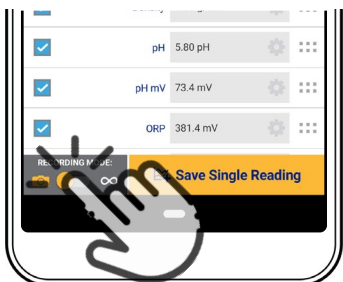 pH 5.80 pH
pH mV 73.4 mV
ORP 381.4 mV
RECORDING MODE:
Save Single Reading